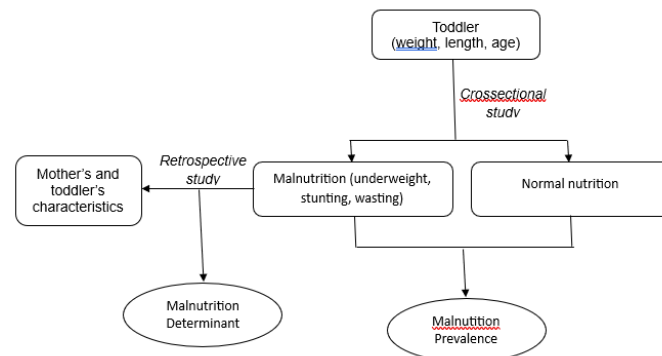 Toddler
(weight, length, age)
Crossectional
study
Retrospective
study
Mother's and
toddler's
characteristics
Malnutrition (underweight,
stunting, wasting)
Normal nutrition
Malnutrition
Determinant
Malnutition
Prevalence